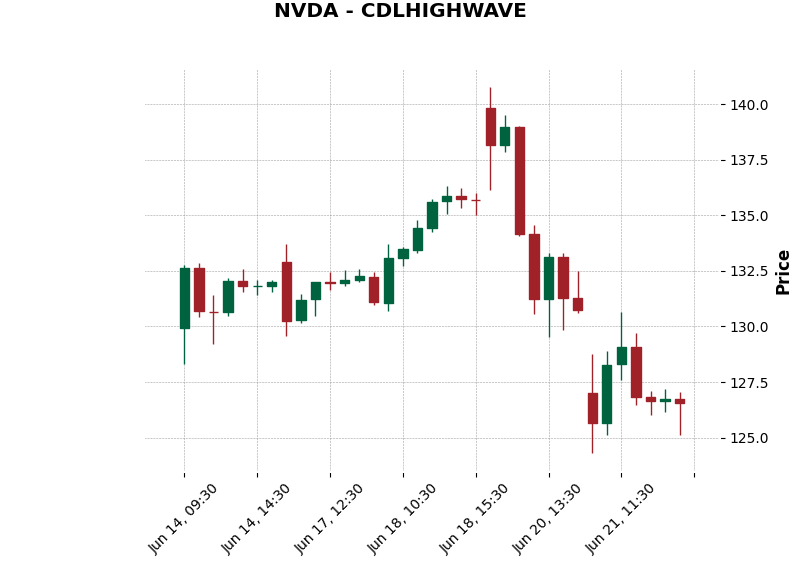 NVDA - CDLHIGHWAVE
140.0
137.5
135.0
132.5
130.0
127.5
125.0
Price
Jun 14, 09:30
Jun 14, 14:30
Jun 17, 12:30
Jun 18, 10:30
Jun 18, 15:30
Jun 20, 13:30
Jun 21, 11:30